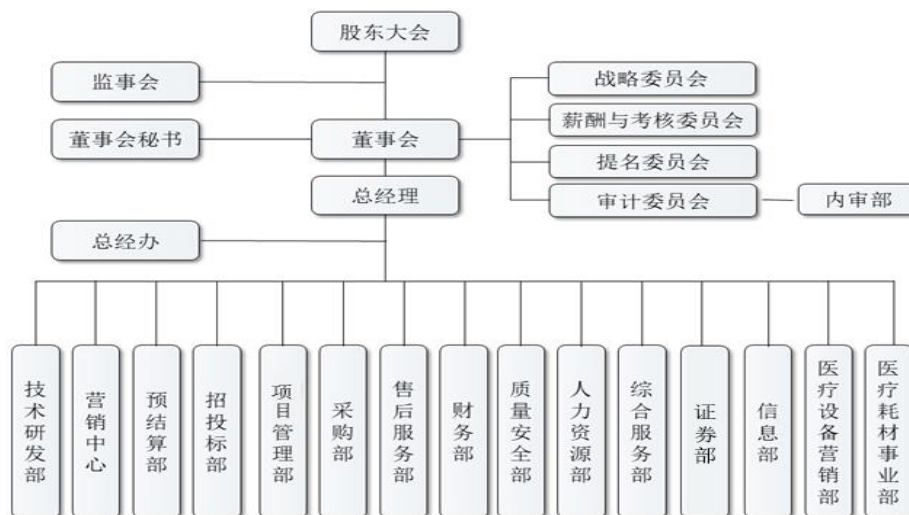 股东大会
监事会
战略委员会
薪酬与考核委员会
董事会秘书
董事会
提名委员会
总经理
审计委员会
内审部
总经办
技术研发部
营销中心
预结算部
招投标部
项目管理部
采购部
售后服务部
财务部
质量安全部
人力资源部
综合服务部
证券部
信息部
医疗设备营销部
医疗耗材事业部